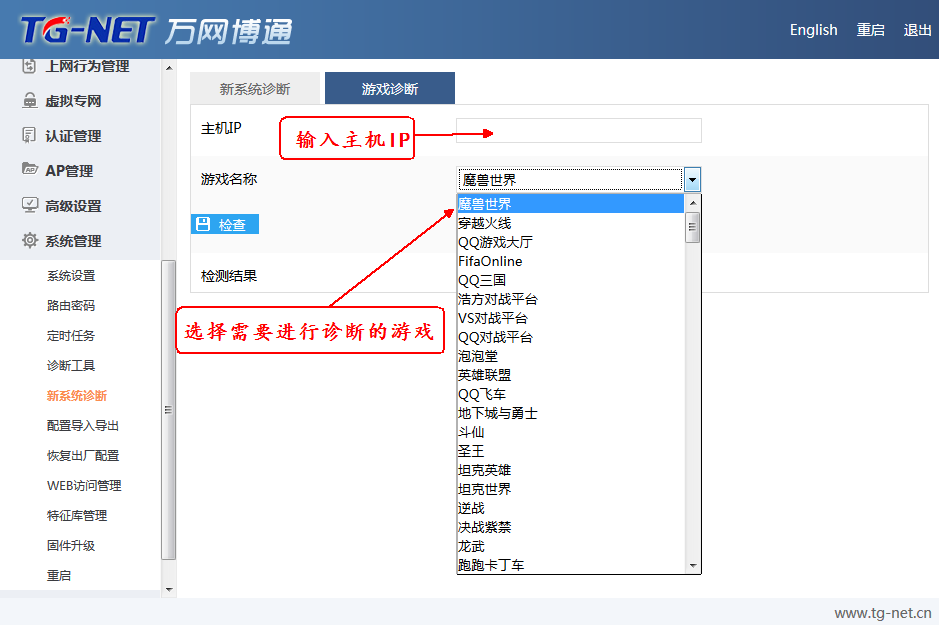 TG-NET 万网博通
English 重启 退出
上网行为管理
虚拟专网
认证管理
AP管理
高级设置
系统管理
系统设置
路由密码
定时任务
诊断工具
新系统诊断
配置导入导出
恢复出厂配置
WEB访问管理
特征库管理
固件升级
重启
新系统诊断 游戏诊断
主机IP
输入主机IP
游戏名称
魔兽世界
检查
检测结果
选择需要进行诊断的游戏
魔兽世界
穿越火线
QQ游戏大厅
FifaOnline
QQ三国
浩方对战平台
VS对战平台
QQ对战平台
泡泡堂
英雄联盟
QQ飞车
地下城与勇士
斗仙
圣王
坦克英雄
坦克世界
逆战
决战紫禁
龙武
跑跑卡丁车
www.tg-net.cn